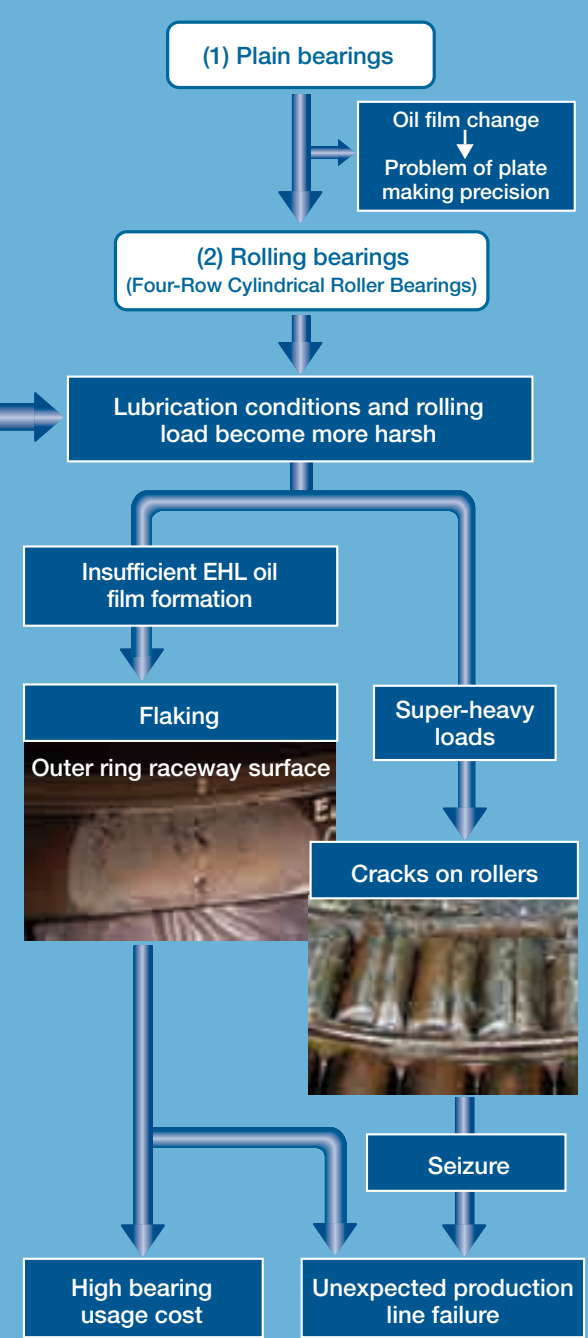 (1) Plain bearings
Oil film change
Problem of plate
making precision
(2) Rolling bearings
(Four-Row Cylindrical Roller Bearings)
Lubrication conditions and rolling
load become more harsh
Insufficient EHL oil
film formation
Flaking
Outer ring raceway surface
Super-heavy
loads
Cracks on rollers
Seizure
High bearing
usage cost
Unexpected production
line failure